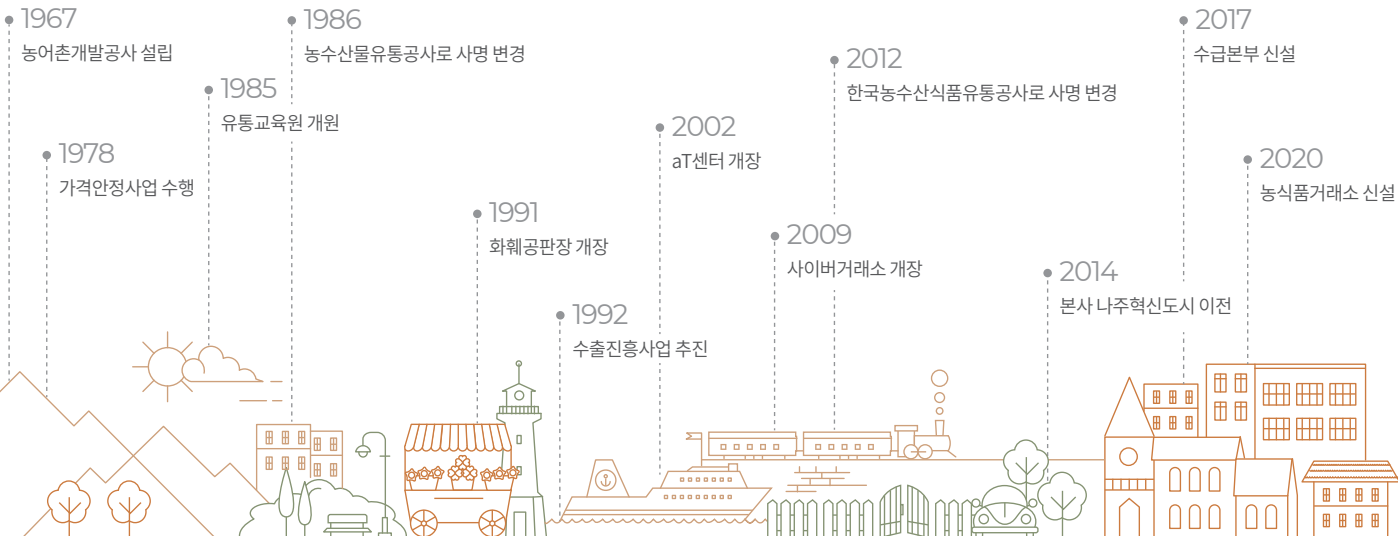 1967
농어촌개발공사 설립
1978
가격안정사업 수행
1985
유통교육원 개원
1986
농수산물유통공사로 사명 변경
1991
화훼공판장 개장
1992
수출진흥사업 추진
2002
aT센터 개장
2009
사이버거래소 개장
2012
한국농수산식품유통공사로 사명 변경
2014
본사 나주혁신도시 이전
2017
수급본부 신설
2020
농식품거래소 신설